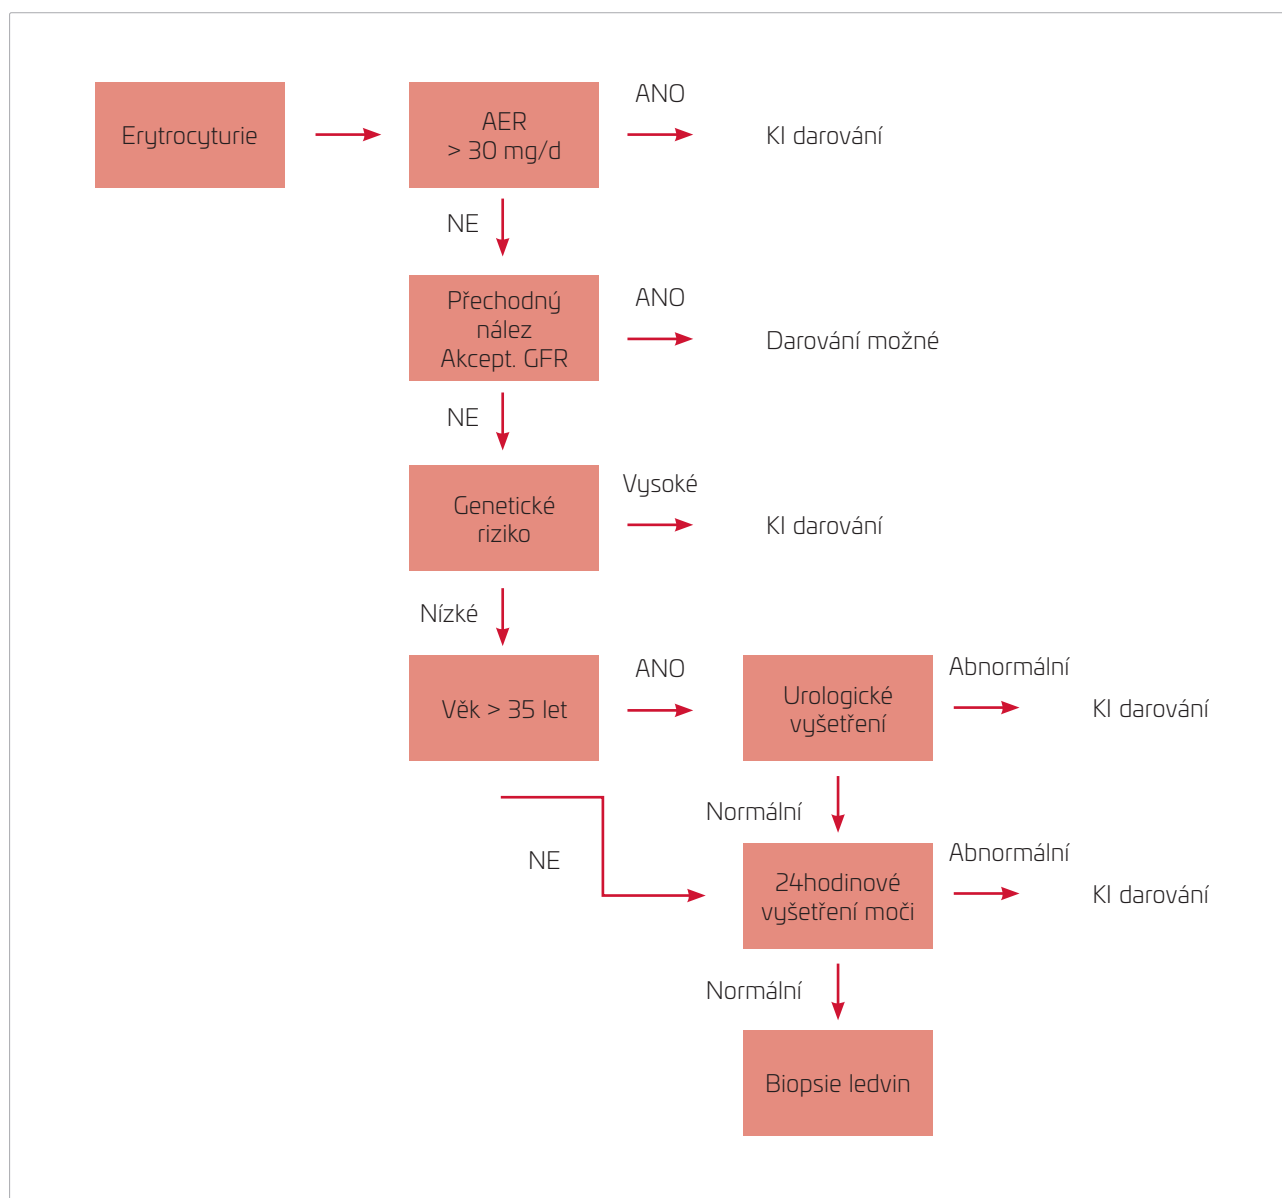 Erytrocyturie
AER
> 30 mg/d
ANO
KI darování
NE
Přechodný
nález
Akcept. GFR
ANO
Darování možné
NE
Genetické
riziko
Vysoké
KI darování
Nízké
Věk > 35 let
ANO
Urologické
vyšetření
Abnormální
KI darování
Normální
NE
24hodinové
vyšetření moči
Abnormální
KI darování
Normální
Biopsie ledvin